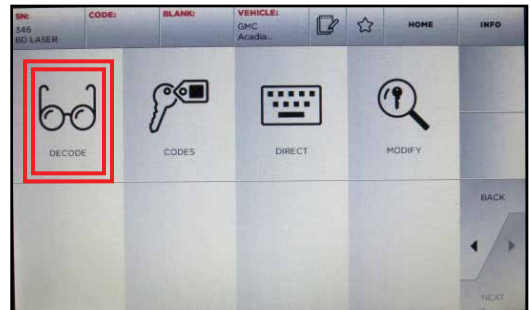 SN:
346
BD LASER
CODE:
BLANK:
VEHICLE:
GMC
Acadia...
HOME
INFO
DECODE
CODES
DIRECT
MODIFY
BACK
NEXT